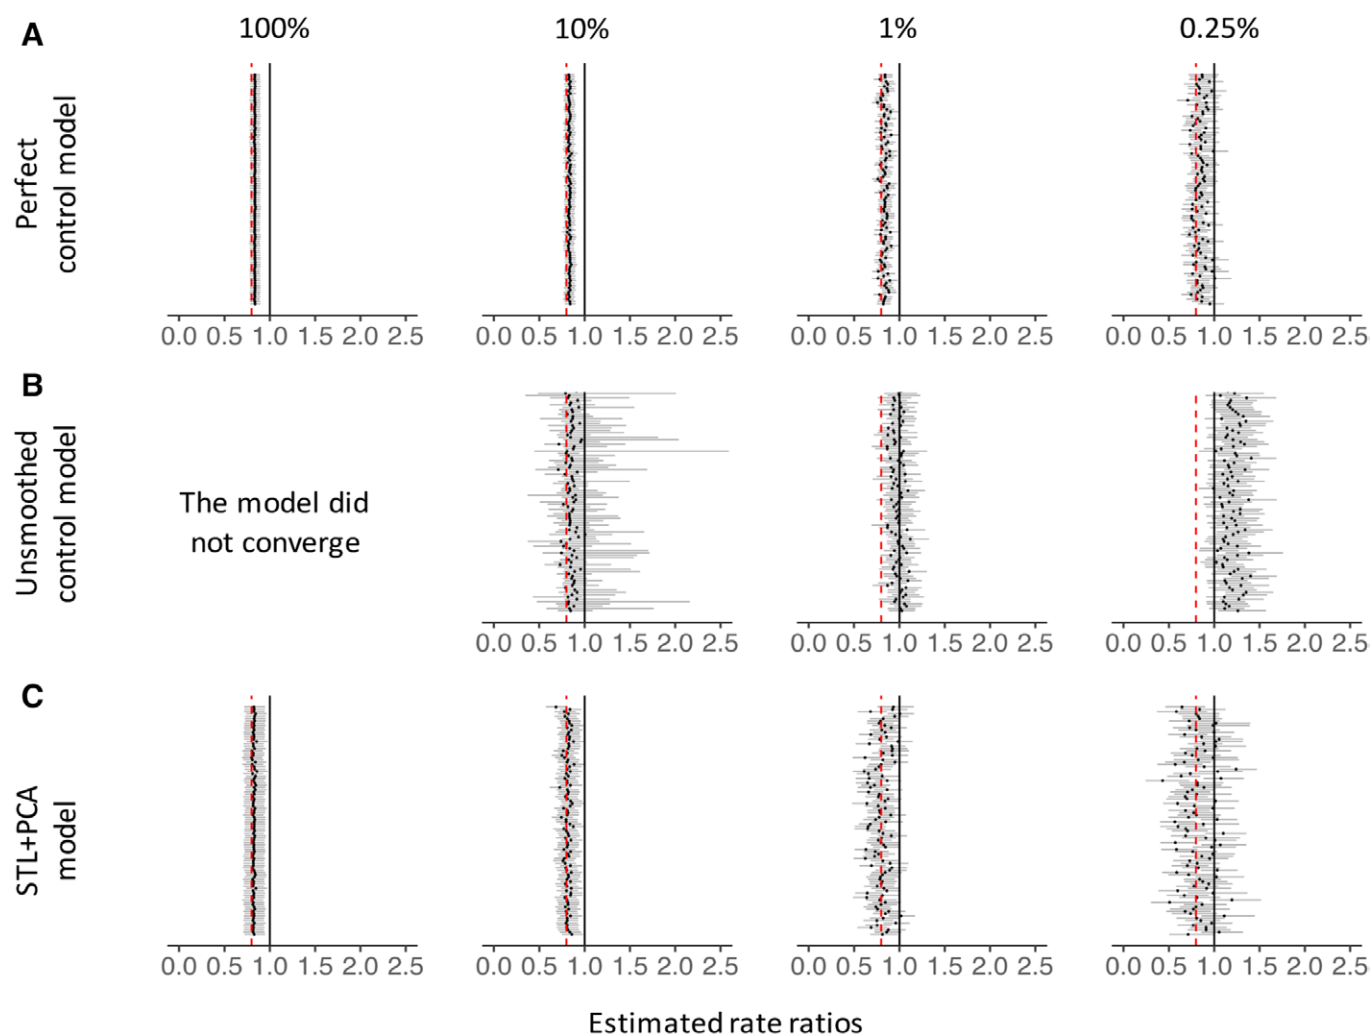 A 100% 10% 1% 0.25%
Perfect
control model
0.0 0.5 1.0 1.5 2.0 2.5 0.0 0.5 1.0 1.5 2.0 2.5 0.0 0.5 1.0 1.5 2.0 2.5 0.0 0.5 1.0 1.5 2.0 2.5
B
Unsmoothed
control model
The model did
not converge
0.0 0.5 1.0 1.5 2.0 2.5 0.0 0.5 1.0 1.5 2.0 2.5 0.0 0.5 1.0 1.5 2.0 2.5
C
STL+PCA
model
0.0 0.5 1.0 1.5 2.0 2.5 0.0 0.5 1.0 1.5 2.0 2.5 0.0 0.5 1.0 1.5 2.0 2.5 0.0 0.5 1.0 1.5 2.0 2.5
Estimated rate ratios